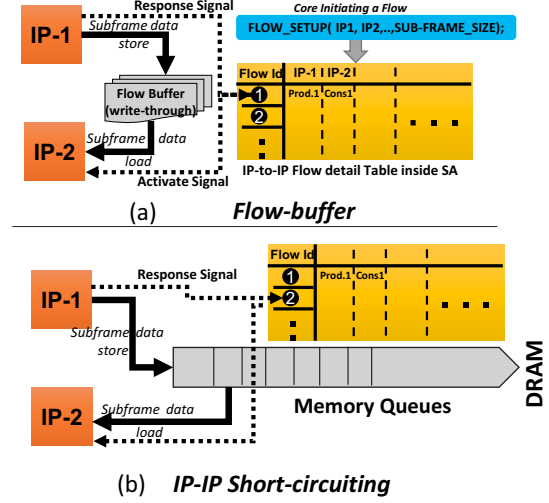 IP-1
Response Signal
Subframe data
store
Flow Buffer
(write-through)
Subframe data
load
IP-2
Activate Signal
Core Initiating a Flow
FLOW_SETUP( IP1, IP2,..,SUB-FRAME_SIZE);
Flow Id IP-1 IP-2
1 Prod.1 Cons1
2
IP-to-IP Flow detail Table inside SA
(a) Flow-buffer
Response Signal
Flow Id
1 Prod.1 Cons1
2
IP-1
Subframe data
store
DRAM
IP-2
Subframe data
load
Memory Queues
(b) IP-IP Short-circuiting